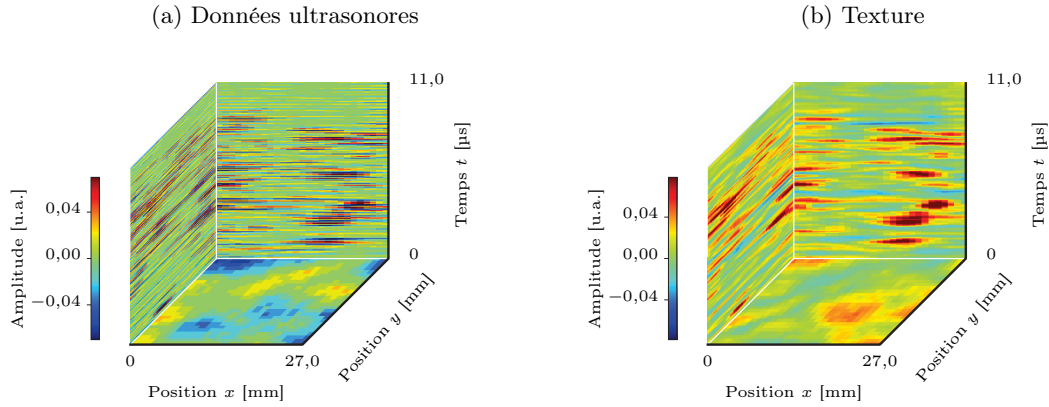 (a) Données ultrasonores
11,0
Temps t [µs]
0
Amplitude [u.a.]
0,04
0,00
−0,04
0
27,0
Position x [mm]
Position y [mm]
(b) Texture
11,0
Temps t [µs]
0
Amplitude [u.a.]
0,04
0,00
−0,04
0
27,0
Position x [mm]
Position y [mm]